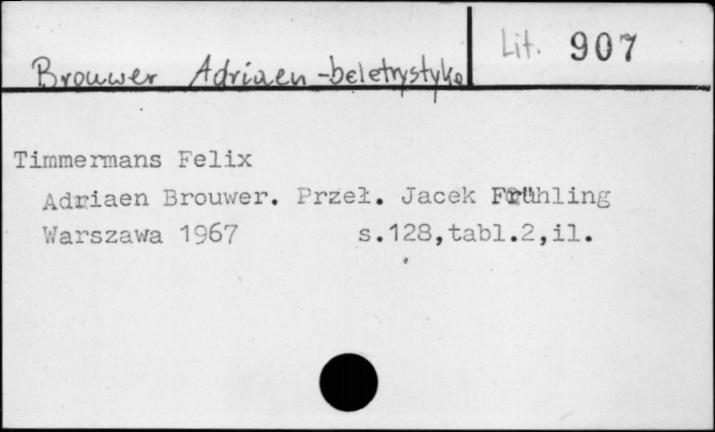 Lit. 907
Brouwer Adriaen - beletrystyka
Timmermans Felix
Adriaen Brouwer. Przeł. Jacek Frühling
Warszawa 1967 s.128,tabl.2,il.